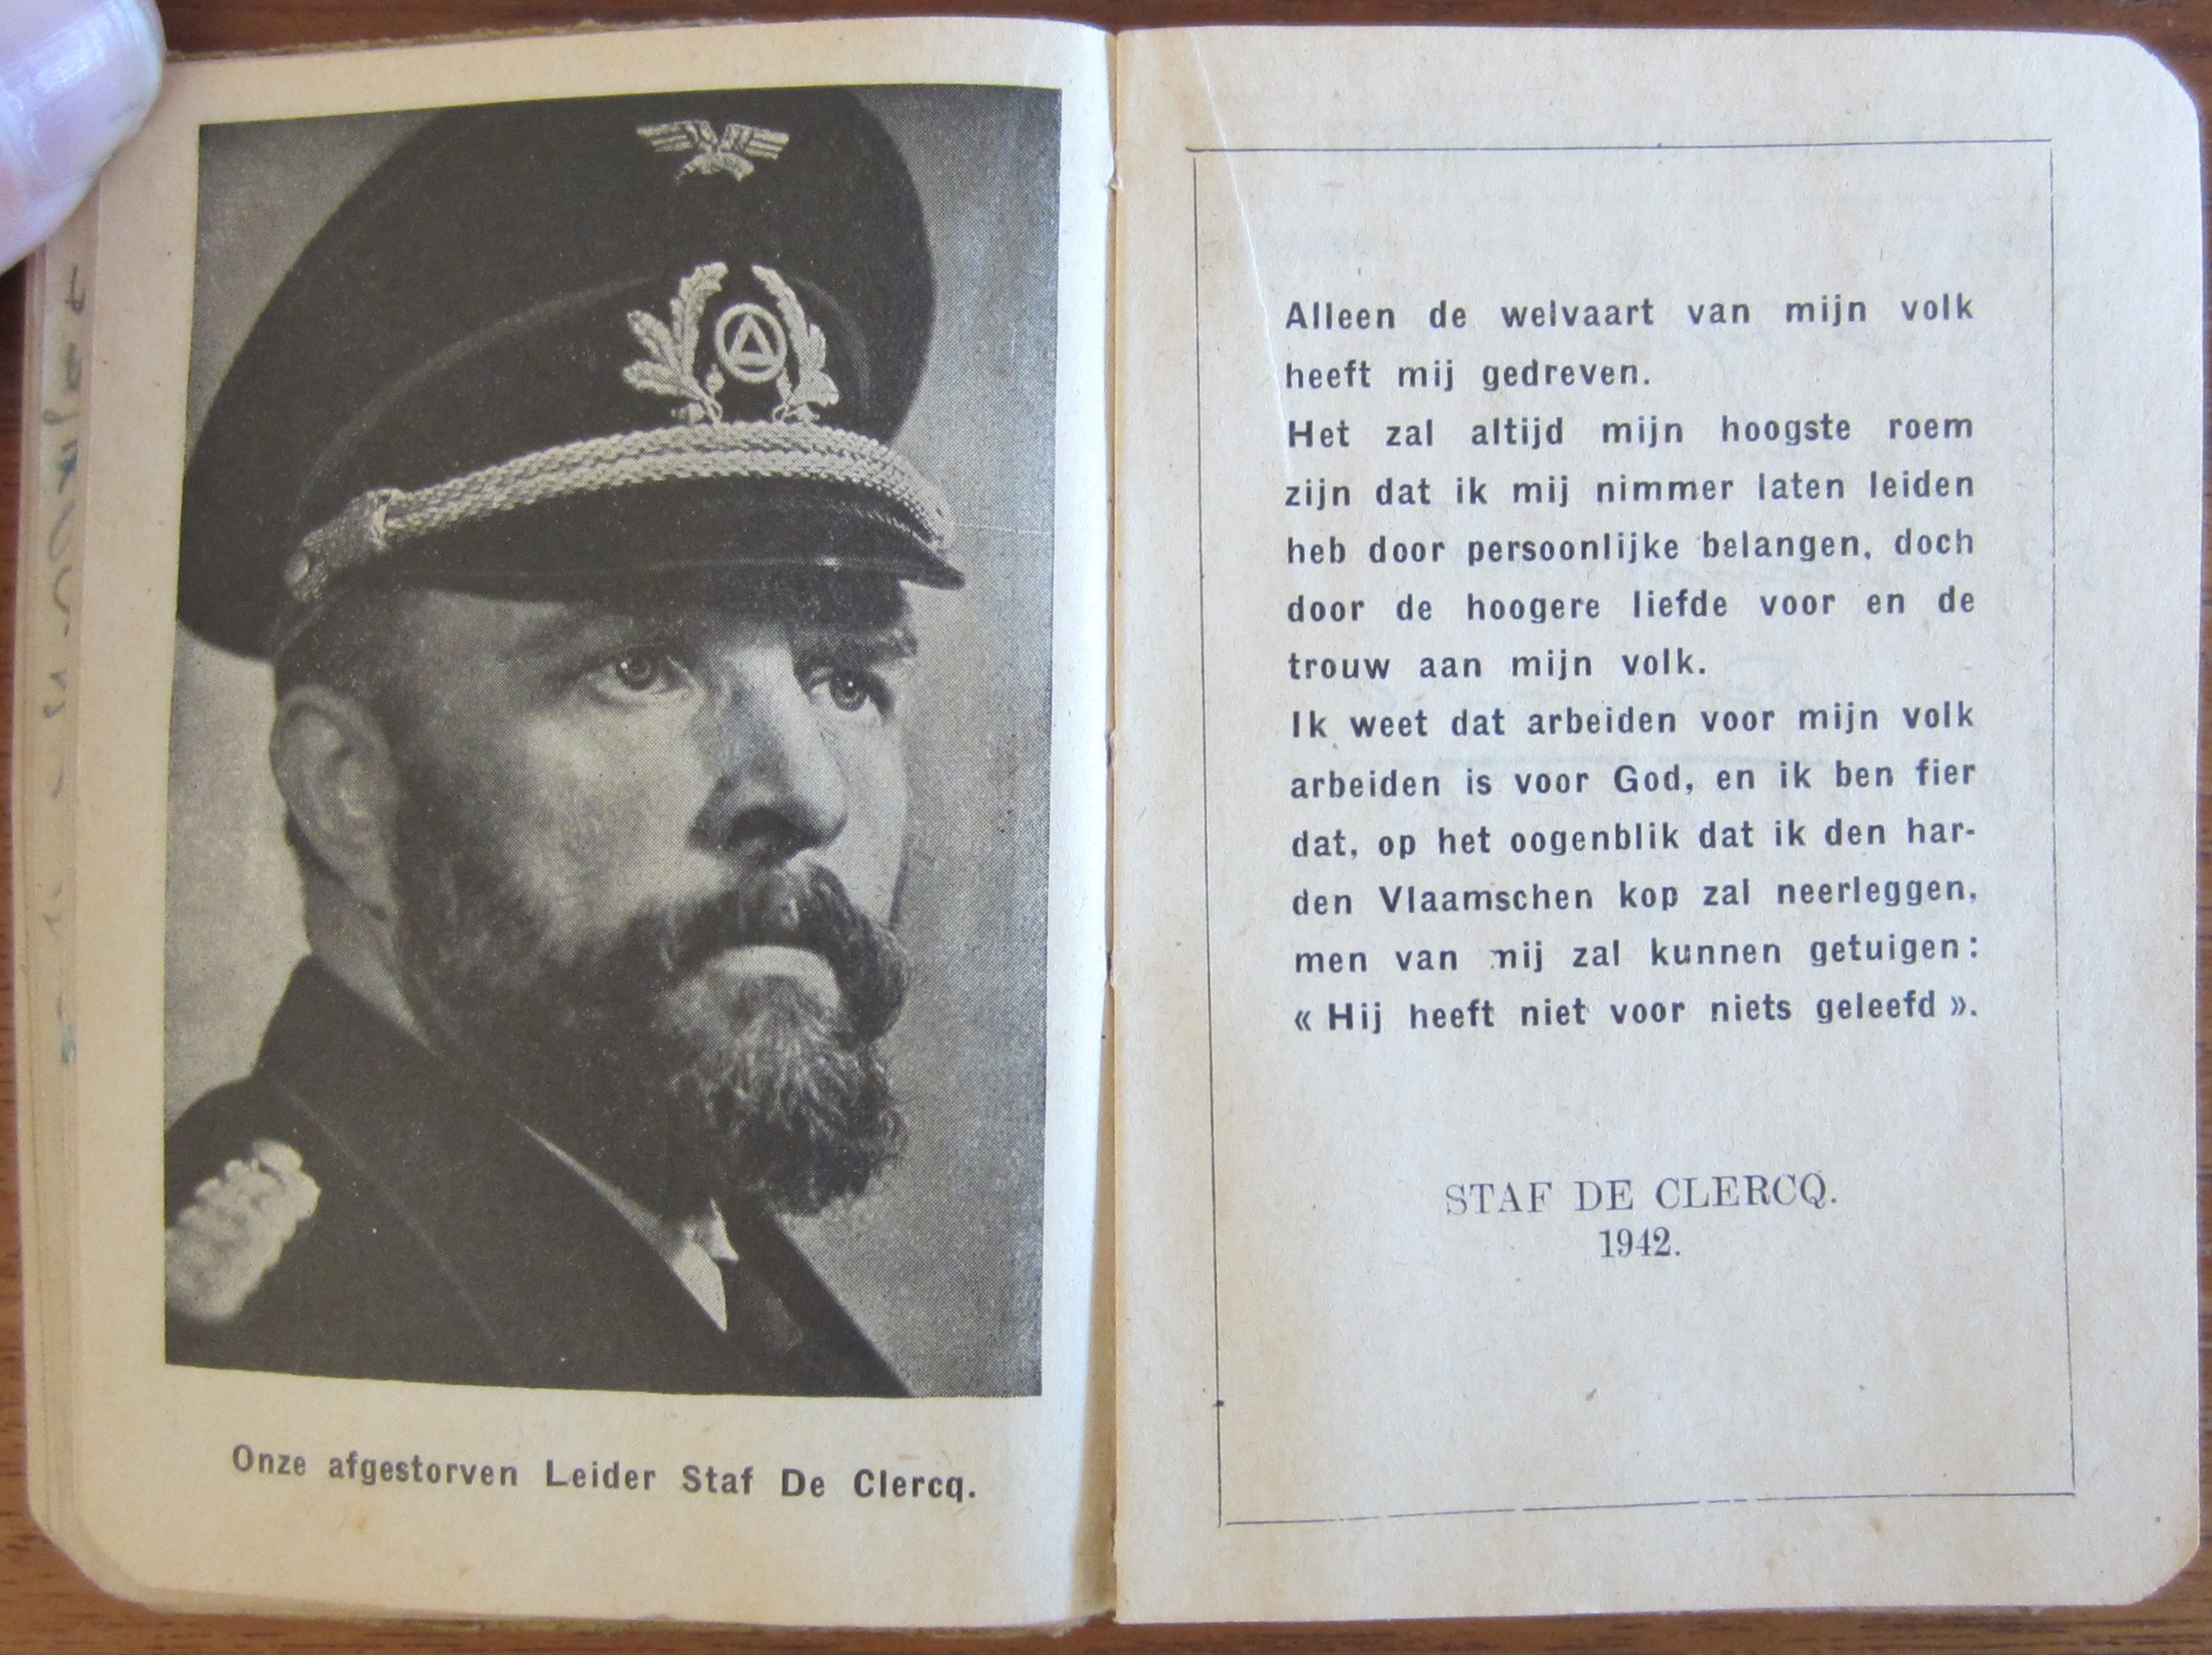 Onze afgestorven Leider Staf De Clercq.
Alleen de welvaart van mijn volk
heeft mij gedreven.
Het zal altijd mijn hoogste roem
zijn dat ik mij nimmer laten leiden
heb door persoonlijke belangen, doch
door de hoogere liefde voor en de
trouw aan mijn volk.
Ik weet dat arbeiden voor mijn volk
arbeiden is voor God, en ik ben fier
dat, op het oogenblik dat ik den har-
den Vlaamschen kop zal neerleggen,
men van mij zal kunnen getuigen:
« Hij heeft niet voor niets geleefd ».
STAF DE CLERCQ.
1942.